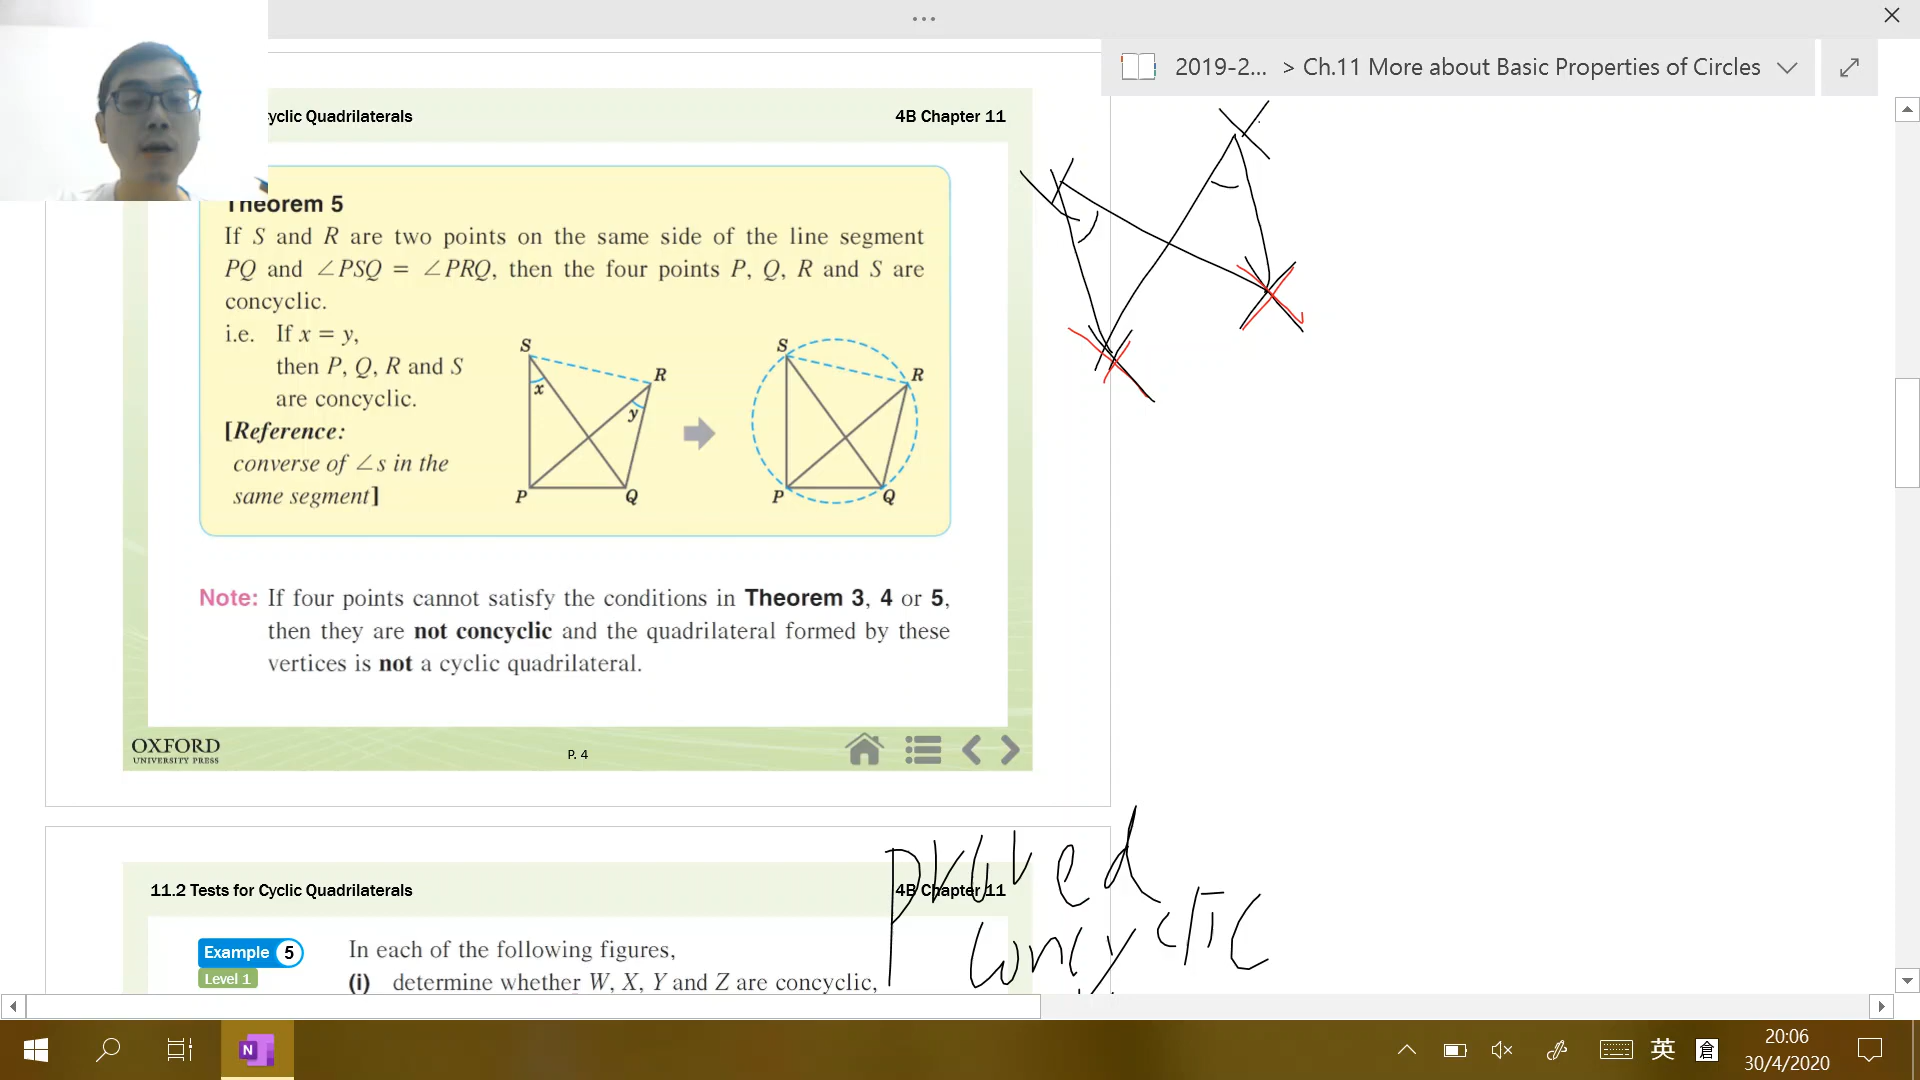 2019-2... > Ch.11 More about Basic Properties of Circles
yclic Quadrilaterals
4B Chapter 11
Theorem 5
If S and R are two points on the same side of the line segment
PQ and ∠PSQ = ∠PRQ, then the four points P, Q, R and S are
concyclic.
i.e. If x = y,
then P, Q, R and S
are concyclic.
[Reference:
converse of ∠s in the
same segment]
S
R
x
y
P
Q
S
R
P
Q
Note: If four points cannot satisfy the conditions in Theorem 3, 4 or 5,
then they are not concyclic and the quadrilateral formed by these
vertices is not a cyclic quadrilateral.
OXFORD
UNIVERSITY PRESS
P. 4
proved
concyclic
11.2 Tests for Cyclic Quadrilaterals
4B Chapter 11
Example 5
Level 1
In each of the following figures,
(i) determine whether W, X, Y and Z are concyclic,
N
英
倉
20:06
30/4/2020